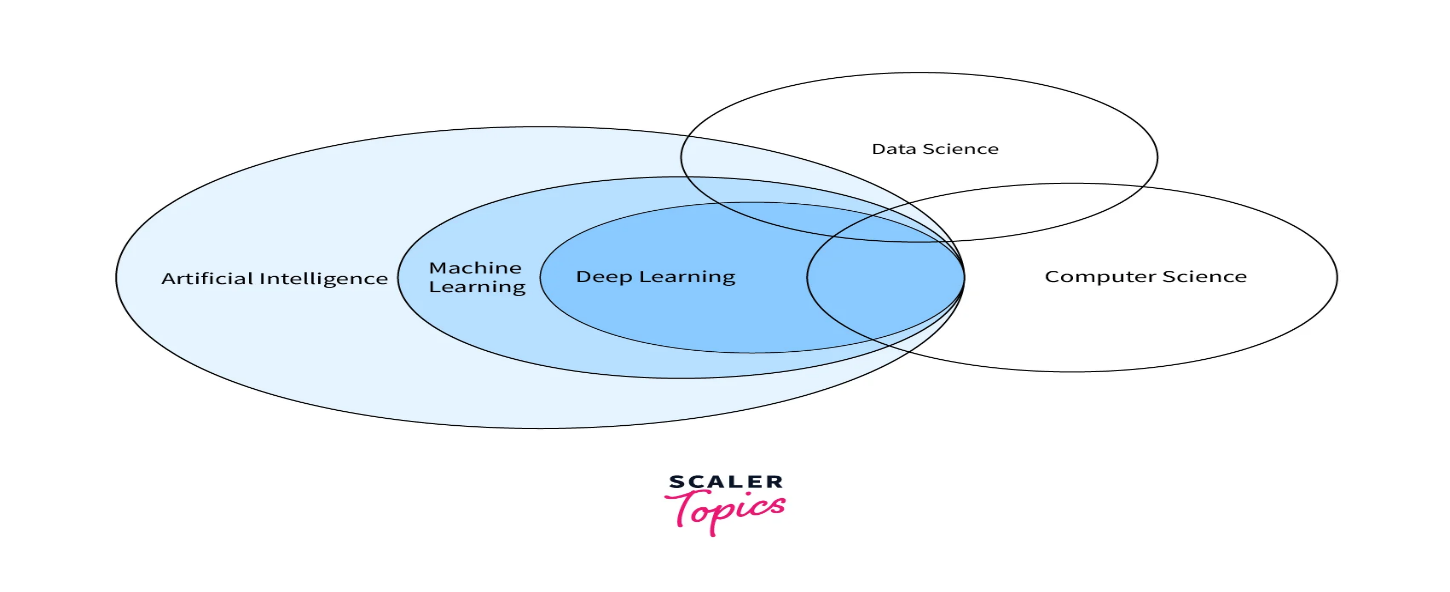 Data Science
Artificial Intelligence
Machine
Learning
Deep Learning
Computer Science
SCALER
Topics